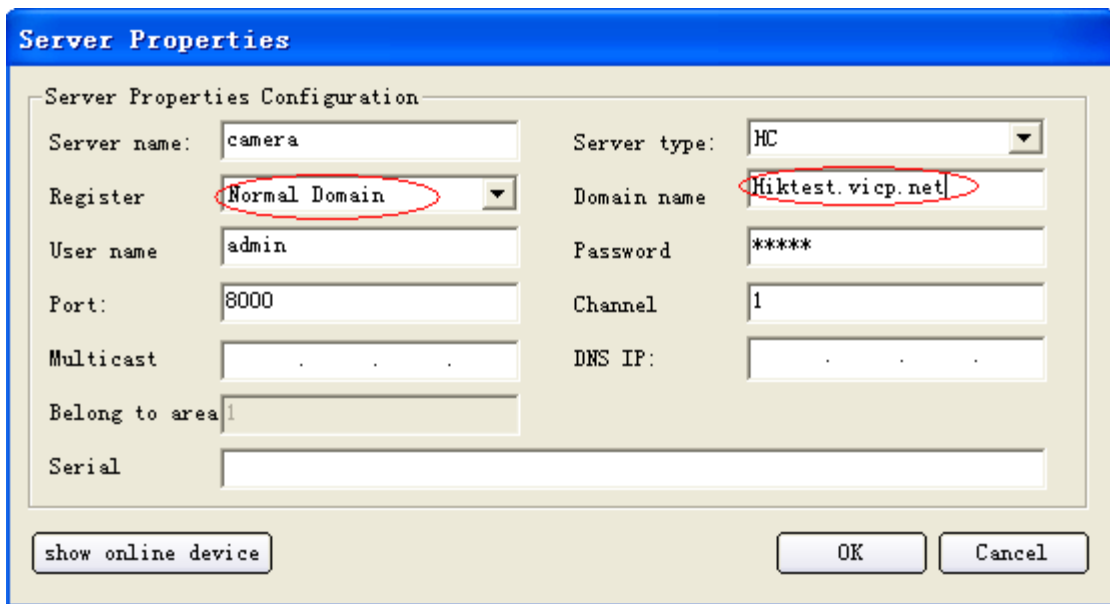 Server Properties
Server Properties Configuration
Server name: camera Server type: HC
Register Normal Domain Domain name Hiktest.vicp.net
User name admin Password *****
Port: 8000 Channel 1
Multicast . . . DNS IP: . . .
Belong to area 1
Serial
show online device OK Cancel